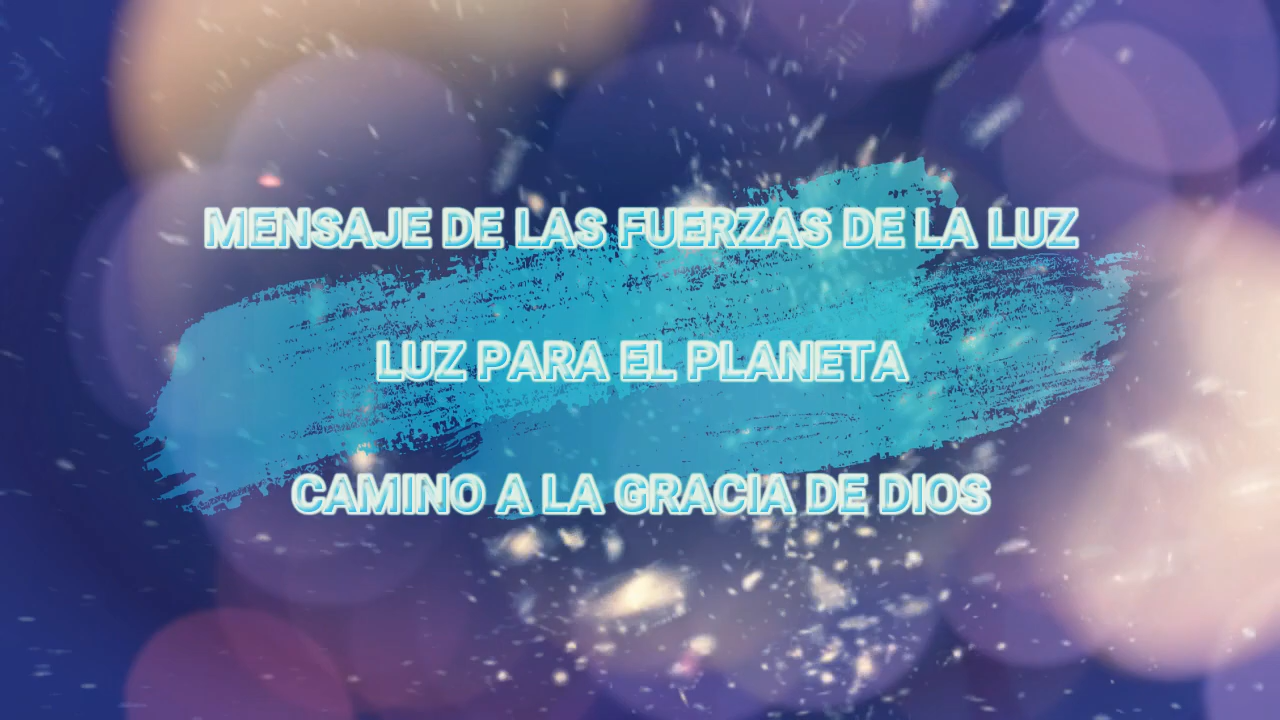 MENSAJE DE LAS FUERZAS DE LA LUZ
LUZ PARA EL PLANETA
CAMINO A LA GRACIA DE DIOS